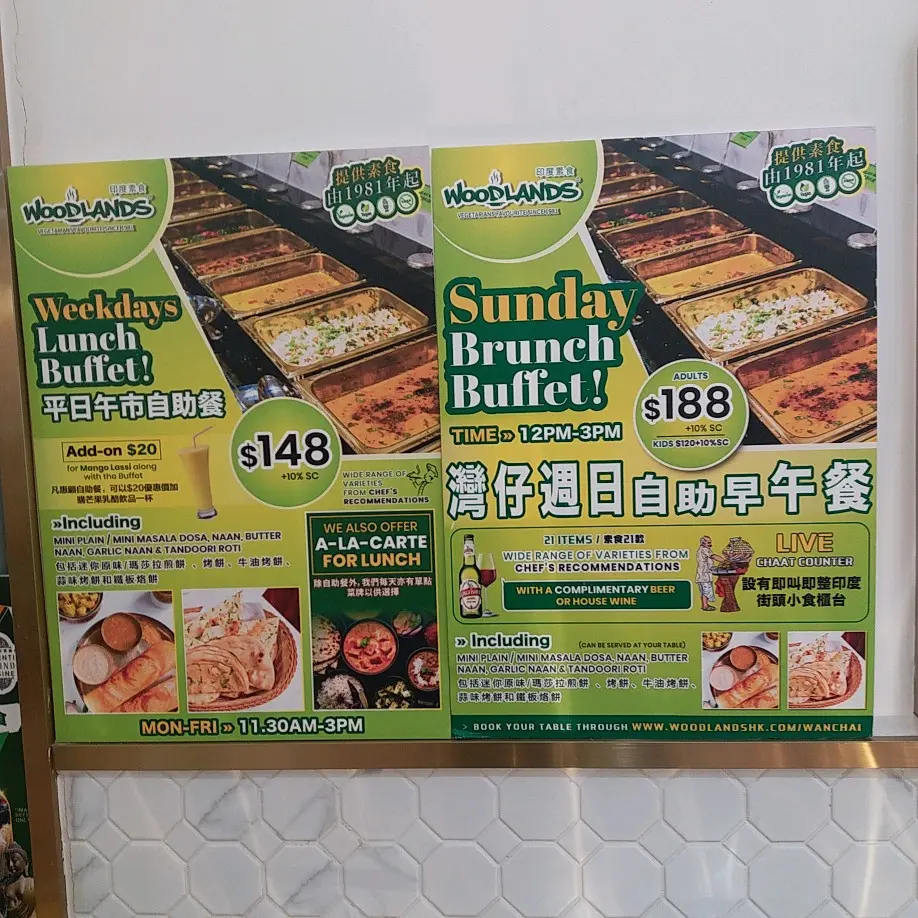 印度素食
WOODLANDS
提供素食
由1981年起
Weekdays
Lunch
Buffet!
平日午市自助餐
Add-on $20
for Mango Lassi along
with the Buffet
凡惠顧自助餐，可以$20優惠價加
購芒果乳酪飲品一杯
$148
+10% SC
WIDE RANGE OF
VARIETIES
FROM CHEF'S
RECOMMENDATIONS
»Including
MINI PLAIN / MINI MASALA DOSA, NAAN, BUTTER
NAAN, GARLIC NAAN & TANDOORI ROTI
包括迷你原味/瑪莎拉煎餅 、烤餅、牛油烤餅、
蒜味烤餅和鐵板烙餅
WE ALSO OFFER
A-LA-CARTE
FOR LUNCH
除自助餐外，我們每天亦有單點
菜牌以供選擇
MON-FRI » 11.30AM-3PM
印度素食
WOODLANDS
提供素食
由1981年起
Sunday
Brunch
Buffet!
TIME » 12PM-3PM
ADULTS
$188
+10% SC
KIDS $120+10%SC
灣仔週日自助早午餐
21 ITEMS / 素食21款
WIDE RANGE OF VARIETIES FROM
CHEF'S RECOMMENDATIONS
WITH A COMPLIMENTARY BEER
OR HOUSE WINE
LIVE
CHAAT COUNTER
設有即叫即整印度
街頭小食櫃台
» Including (CAN BE SERVED AT YOUR TABLE)
MINI PLAIN / MINI MASALA DOSA, NAAN, BUTTER
NAAN, GARLIC NAAN & TANDOORI ROTI
包括迷你原味/瑪莎拉煎餅 、烤餅、牛油烤餅、
蒜味烤餅和鐵板烙餅
> BOOK YOUR TABLE THROUGH WWW.WOODLANDSHK.COM/WANCHAI